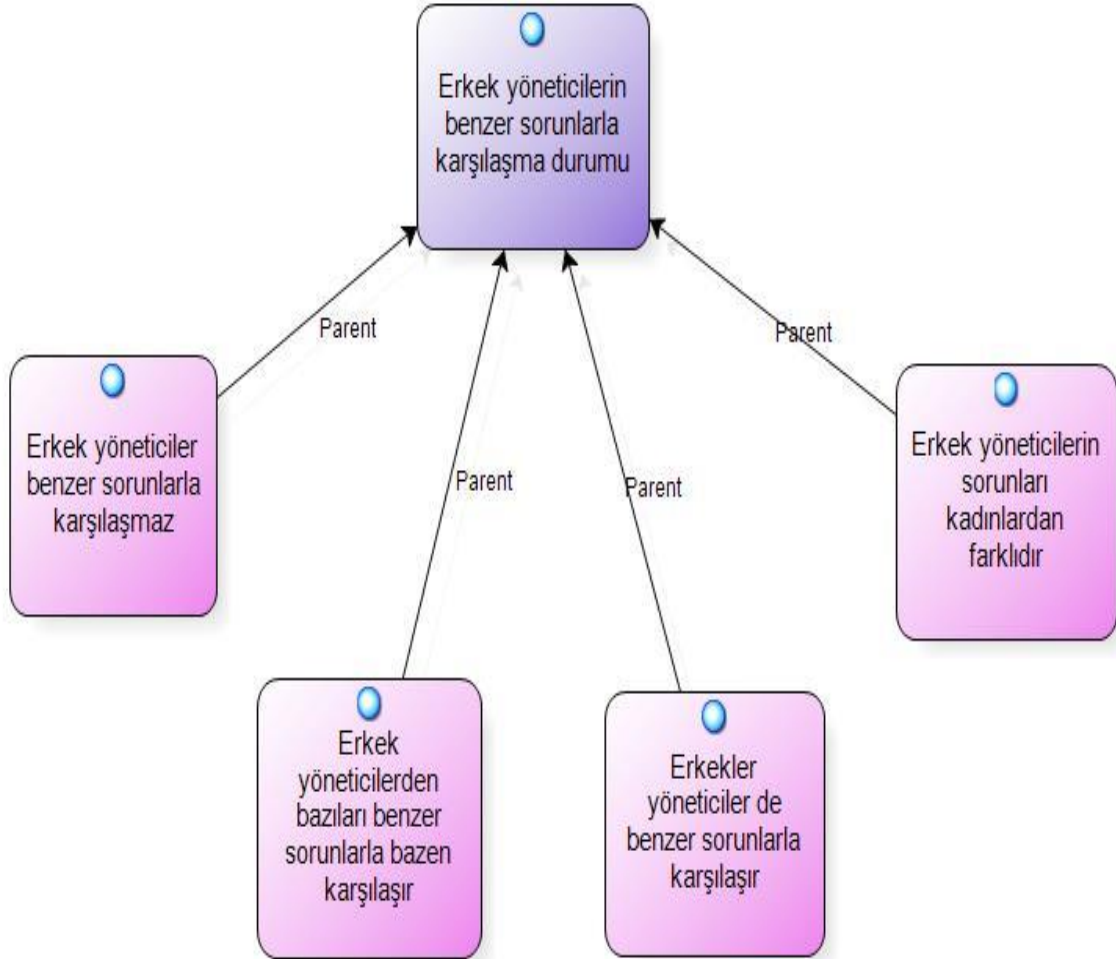 Erkek yöneticilerin
benzer sorunlarla
karşılaşma durumu
Parent
Parent
Erkek yöneticiler
benzer sorunlarla
karşılaşmaz
Erkek yöneticilerin
sorunları
kadınlardan
farklıdır
Parent
Parent
Erkek
yöneticilerden
bazıları benzer
sorunlarla bazen
karşılaşır
Erkekler
yöneticiler de
benzer sorunlarla
karşılaşır